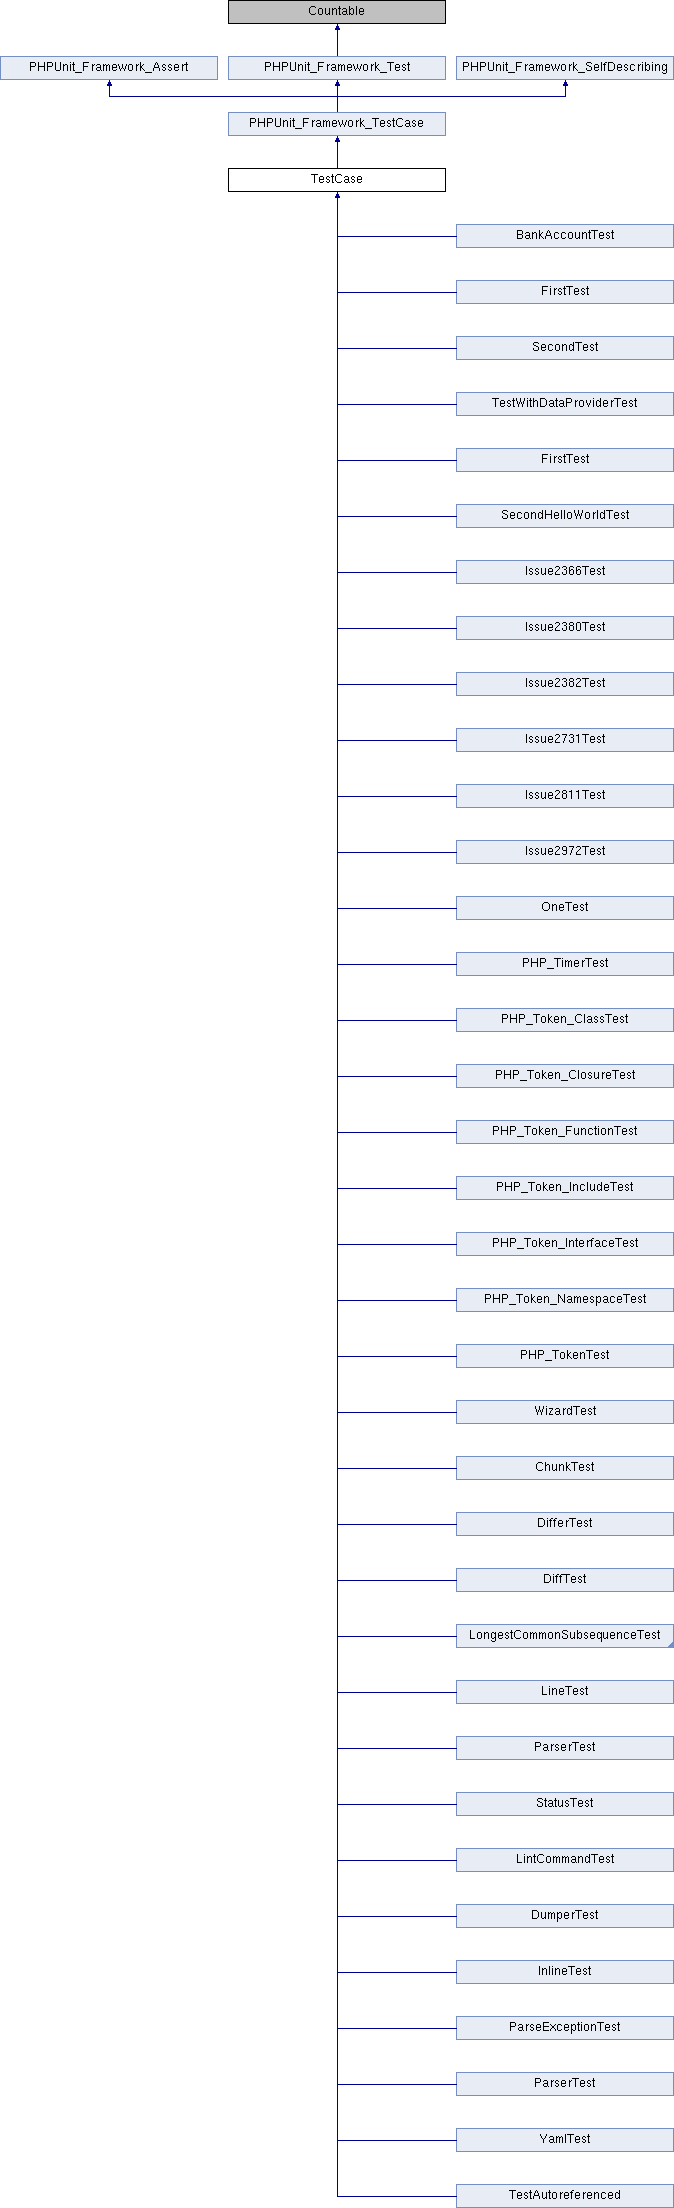 Countable
PHPUnit_Framework_Assert
PHPUnit_Framework_Test
PHPUnit_Framework_SelfDescribing
PHPUnit_Framework_TestCase
TestCase
BankAccountTest
FirstTest
SecondTest
TestWithDataProviderTest
FirstTest
SecondHelloWorldTest
Issue2366Test
Issue2380Test
Issue2382Test
Issue2731Test
Issue2811Test
Issue2972Test
OneTest
PHP_TimerTest
PHP_Token_ClassTest
PHP_Token_ClosureTest
PHP_Token_FunctionTest
PHP_Token_IncludeTest
PHP_Token_InterfaceTest
PHP_Token_NamespaceTest
PHP_TokenTest
WizardTest
ChunkTest
DifferTest
DiffTest
LongestCommonSubsequenceTest
LineTest
ParserTest
StatusTest
LintCommandTest
DumperTest
InlineTest
ParseExceptionTest
ParserTest
YamlTest
TestAutoreferenced